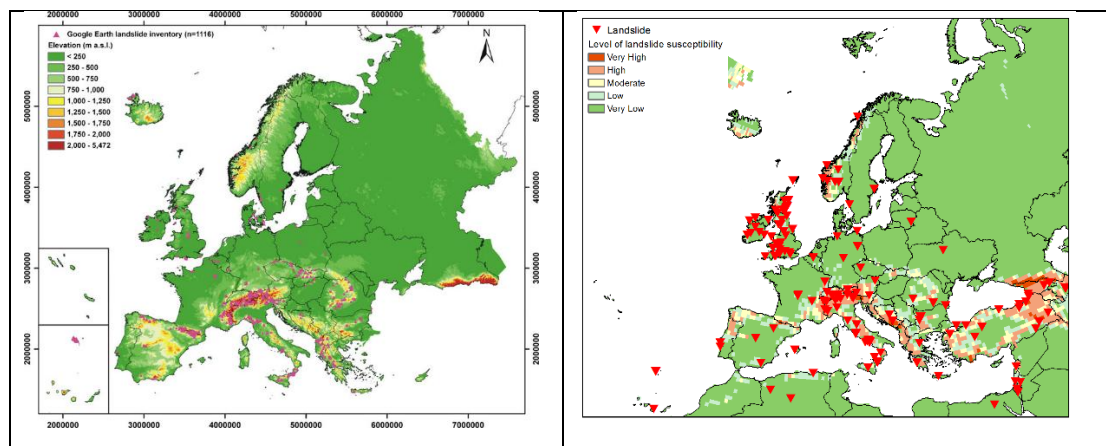 2000000 3000000 4000000 5000000 6000000 7000000
Google Earth landslide inventory (n=1116)
Elevation (m a.s.l.)
< 250
250 - 500
500 - 750
750 - 1,000
1,000 - 1,250
1,250 - 1,500
1,500 - 1,750
1,750 - 2,000
2,000 - 5,472
N
5000000
4000000
3000000
2000000
5000000
4000000
3000000
2000000
2000000 3000000 4000000 5000000 6000000 7000000
Landslide
Level of landslide susceptibility
Very High
High
Moderate
Low
Very Low